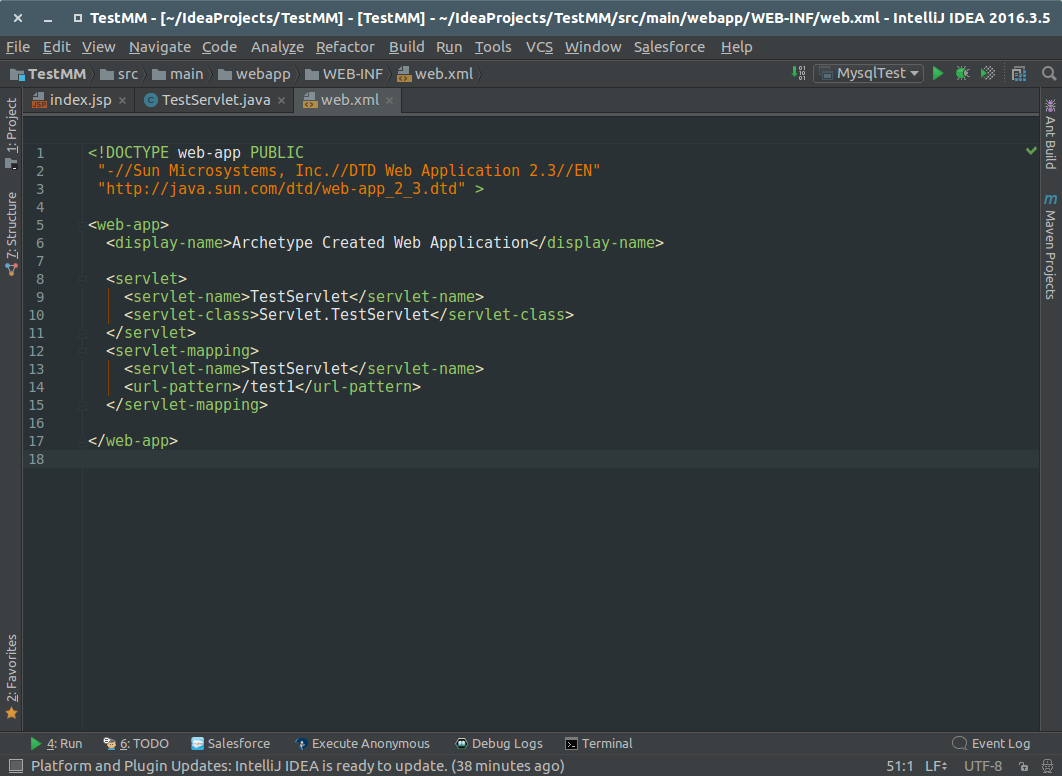 TestMM - [~/IdeaProjects/TestMM] - [TestMM] - ~/IdeaProjects/TestMM/src/main/webapp/WEB-INF/web.xml - IntelliJ IDEA 2016.3.5
File Edit View Navigate Code Analyze Refactor Build Run Tools VCS Window Salesforce Help
TestMM src main webapp WEB-INF web.xml MysqlTest
index.jsp TestServlet.java web.xml
1: Project
7: Structure
2: Favorites
1 <!DOCTYPE web-app PUBLIC
2 "-//Sun Microsystems, Inc.//DTD Web Application 2.3//EN"
3 "http://java.sun.com/dtd/web-app_2_3.dtd" >
4
5 <web-app>
6 <display-name>Archetype Created Web Application</display-name>
7
8 <servlet>
9 <servlet-name>TestServlet</servlet-name>
10 <servlet-class>Servlet.TestServlet</servlet-class>
11 </servlet>
12 <servlet-mapping>
13 <servlet-name>TestServlet</servlet-name>
14 <url-pattern>/test1</url-pattern>
15 </servlet-mapping>
16
17 </web-app>
18
Ant Build
Maven Projects
4: Run 6: TODO Salesforce Execute Anonymous Debug Logs Terminal Event Log
Platform and Plugin Updates: IntelliJ IDEA is ready to update. (38 minutes ago) 51:1 LF UTF-8